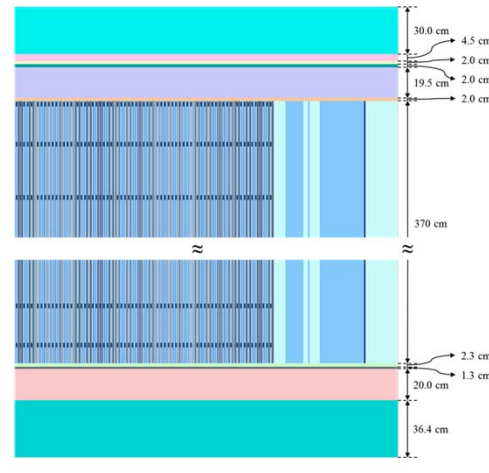 30.0 cm
4.5 cm
2.0 cm
2.0 cm
19.5 cm
2.0 cm
370 cm
≈ ≈
2.3 cm
1.3 cm
20.0 cm
36.4 cm